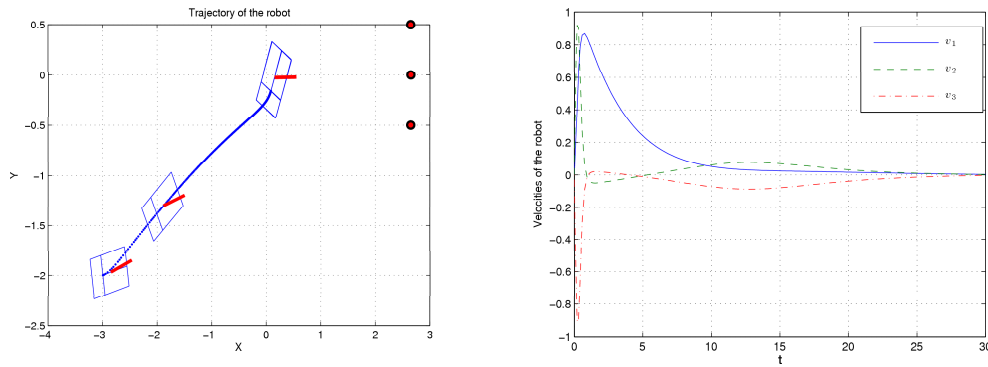 Trajectory of the robot
0.5
0
−0.5
−1
−1.5
−2
−2.5
Y
−4 −3 −2 −1 0 1 2 3
X
1
0.8
0.6
0.4
0.2
0
−0.2
−0.4
−0.6
−0.8
−1
Velccities of the robot
v1
v2
v3
0 5 10 15 20 25 30
t